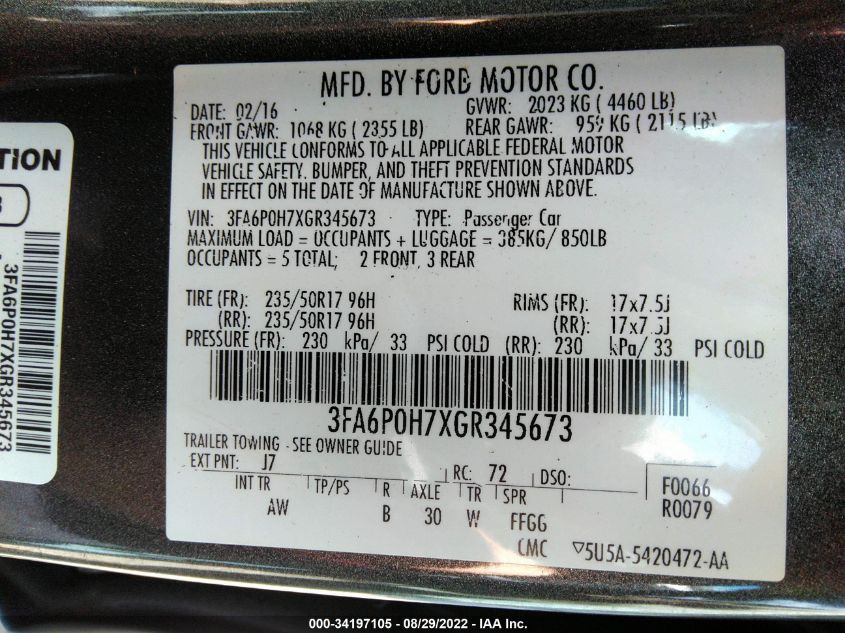 MFD. BY FORD MOTOR CO.
DATE: 02/16 GVWR: 2023 KG ( 4460 LB)
FRONT GAWR: 1068 KG ( 2355 LB) REAR GAWR: 959 KG ( 2115 LB)
THIS VEHICLE CONFORMS TO ALL APPLICABLE FEDERAL MOTOR
VEHICLE SAFETY, BUMPER, AND THEFT PREVENTION STANDARDS
IN EFFECT ON THE DATE OF MANUFACTURE SHOWN ABOVE.
VIN: 3FA6P0H7XGR345673 TYPE: Passenger Car
MAXIMUM LOAD = OCCUPANTS + LUGGAGE = 385KG/ 850LB
OCCUPANTS = 5 TOTAL; 2 FRONT, 3 REAR
TIRE (FR): 235/50R17 96H RIMS (FR): 17x7.5J
(RR): 235/50R17 96H (RR): 17x7.5J
PRESSURE (FR): 230 kPa/ 33 PSI COLD (RR): 230 kPa/ 33 PSI COLD
3FA6P0H7XGR345673
TRAILER TOWING - SEE OWNER GUIDE
EXT PNT: J7 RC: 72 DSO:
INT TR TP/PS R AXLE TR SPR
AW B 30 W FFGG
F0066
R0079
CMC ▽5U5A-5420472-AA
TION
3FA6P0H7XGR345673
000-34197105 - 08/29/2022 - IAA Inc.